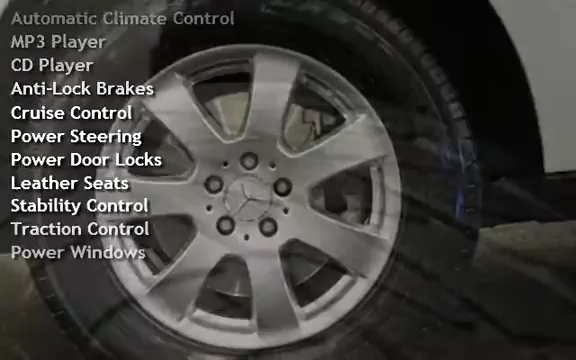 Automatic Climate Control
MP3 Player
CD Player
Anti-Lock Brakes
Cruise Control
Power Steering
Power Door Locks
Leather Seats
Stability Control
Traction Control
Power Windows